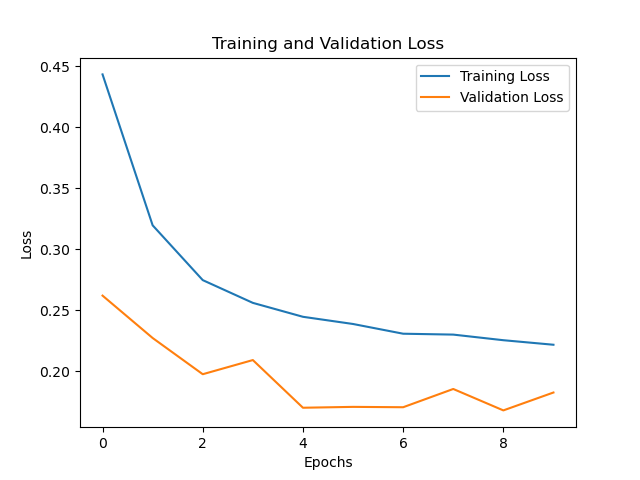 Training and Validation Loss
Training Loss
Validation Loss
0.45
0.40
0.35
0.30
0.25
0.20
Loss
0 2 4 6 8
Epochs